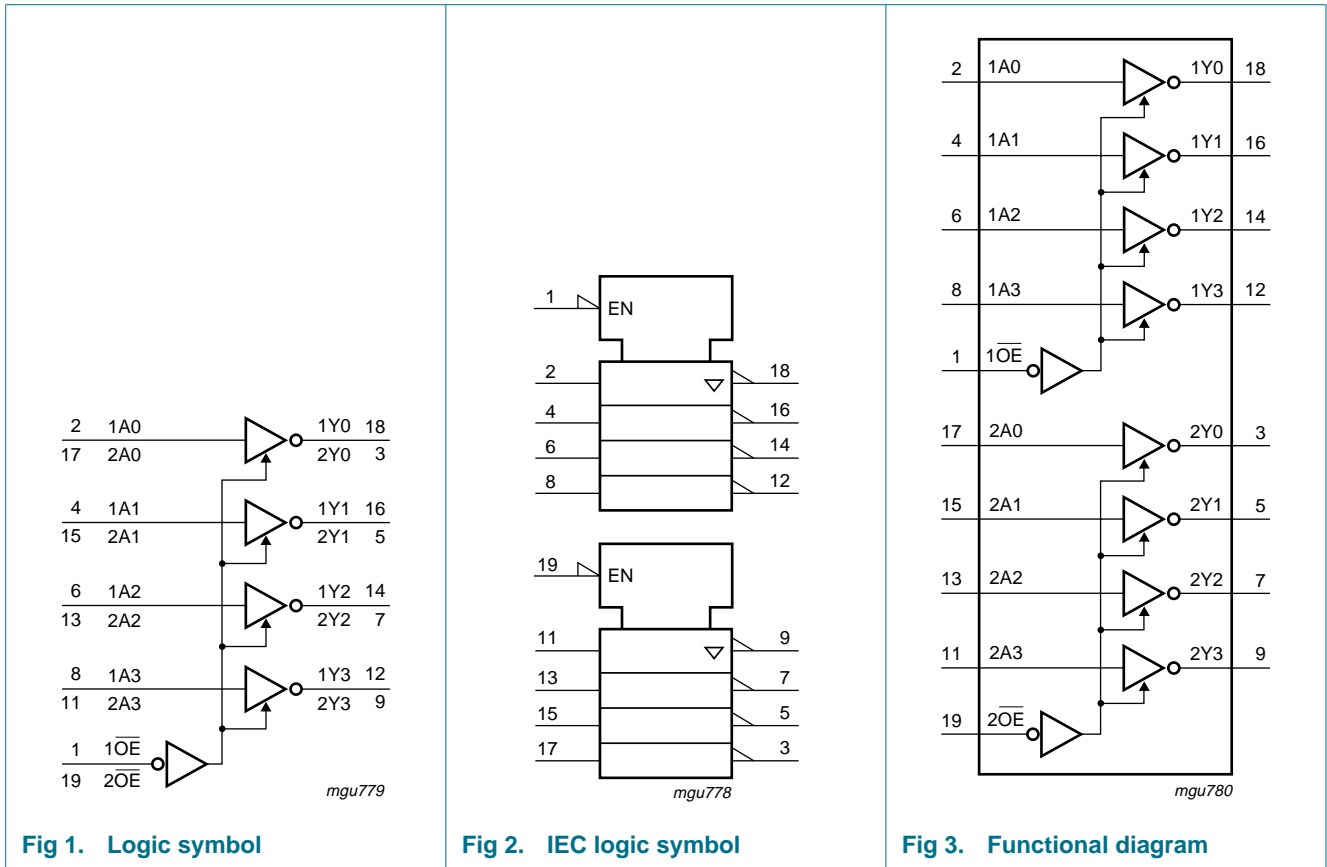 2 1A0 1Y0 18
17 2A0 2Y0 3
4 1A1 1Y1 16
15 2A1 2Y1 5
6 1A2 1Y2 14
13 2A2 2Y2 7
8 1A3 1Y3 12
11 2A3 2Y3 9
1 1O̅E̅
19 2O̅E̅
mgu779
Fig 1. Logic symbol
1 EN
2 18
4 16
6 14
8 12
19 EN
11 9
13 7
15 5
17 3
mgu778
Fig 2. IEC logic symbol
2 1A0 1Y0 18
4 1A1 1Y1 16
6 1A2 1Y2 14
8 1A3 1Y3 12
1 1O̅E̅
17 2A0 2Y0 3
15 2A1 2Y1 5
13 2A2 2Y2 7
11 2A3 2Y3 9
19 2O̅E̅
mgu780
Fig 3. Functional diagram